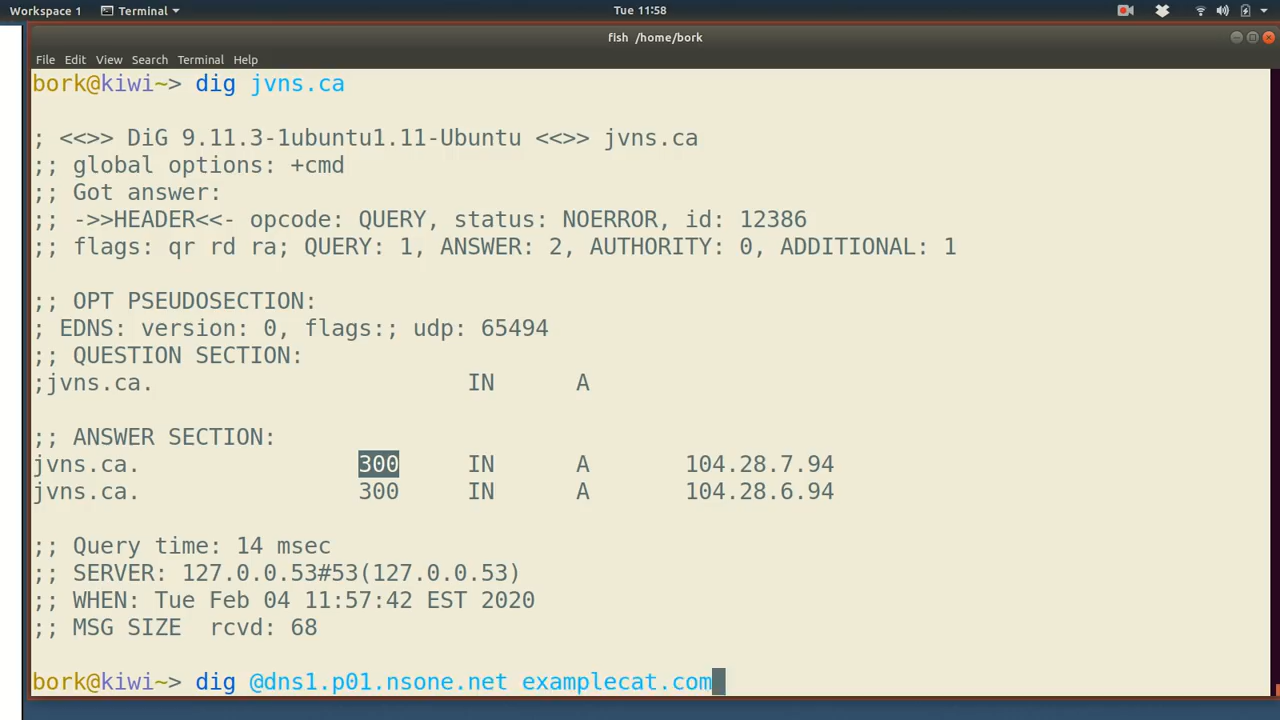 Workspace 1 Terminal Tue 11:58
fish /home/bork
File Edit View Search Terminal Help
bork@kiwi~> dig jvns.ca
; <<>> DiG 9.11.3-1ubuntu1.11-Ubuntu <<>> jvns.ca
;; global options: +cmd
;; Got answer:
;; ->>HEADER<<- opcode: QUERY, status: NOERROR, id: 12386
;; flags: qr rd ra; QUERY: 1, ANSWER: 2, AUTHORITY: 0, ADDITIONAL: 1
;; OPT PSEUDOSECTION:
; EDNS: version: 0, flags:; udp: 65494
;; QUESTION SECTION:
;jvns.ca. IN A
;; ANSWER SECTION:
jvns.ca. 300 IN A 104.28.7.94
jvns.ca. 300 IN A 104.28.6.94
;; Query time: 14 msec
;; SERVER: 127.0.0.53#53(127.0.0.53)
;; WHEN: Tue Feb 04 11:57:42 EST 2020
;; MSG SIZE rcvd: 68
bork@kiwi~> dig @dns1.p01.nsone.net examplecat.com